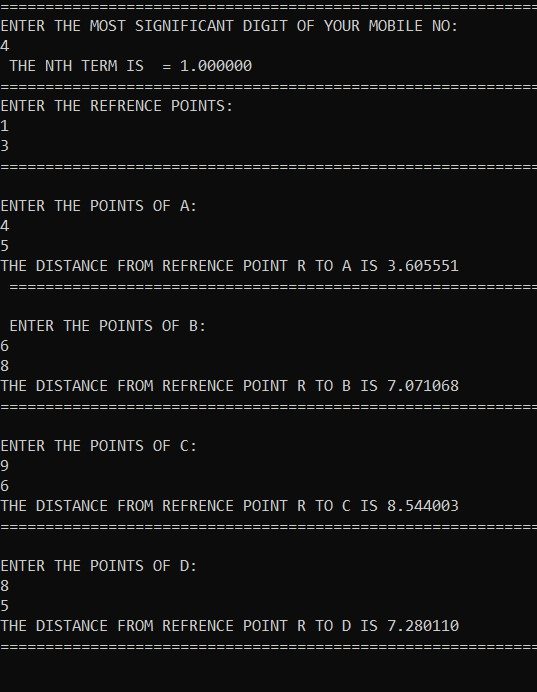 ============================================================
ENTER THE MOST SIGNIFICANT DIGIT OF YOUR MOBILE NO:
4
 THE NTH TERM IS  = 1.000000
============================================================
ENTER THE REFRENCE POINTS:
1
3
============================================================
ENTER THE POINTS OF A:
4
5
THE DISTANCE FROM REFRENCE POINT R TO A IS 3.605551
 ===========================================================
 ENTER THE POINTS OF B:
6
8
THE DISTANCE FROM REFRENCE POINT R TO B IS 7.071068
============================================================
ENTER THE POINTS OF C:
9
6
THE DISTANCE FROM REFRENCE POINT R TO C IS 8.544003
============================================================
ENTER THE POINTS OF D:
8
5
THE DISTANCE FROM REFRENCE POINT R TO D IS 7.280110
============================================================